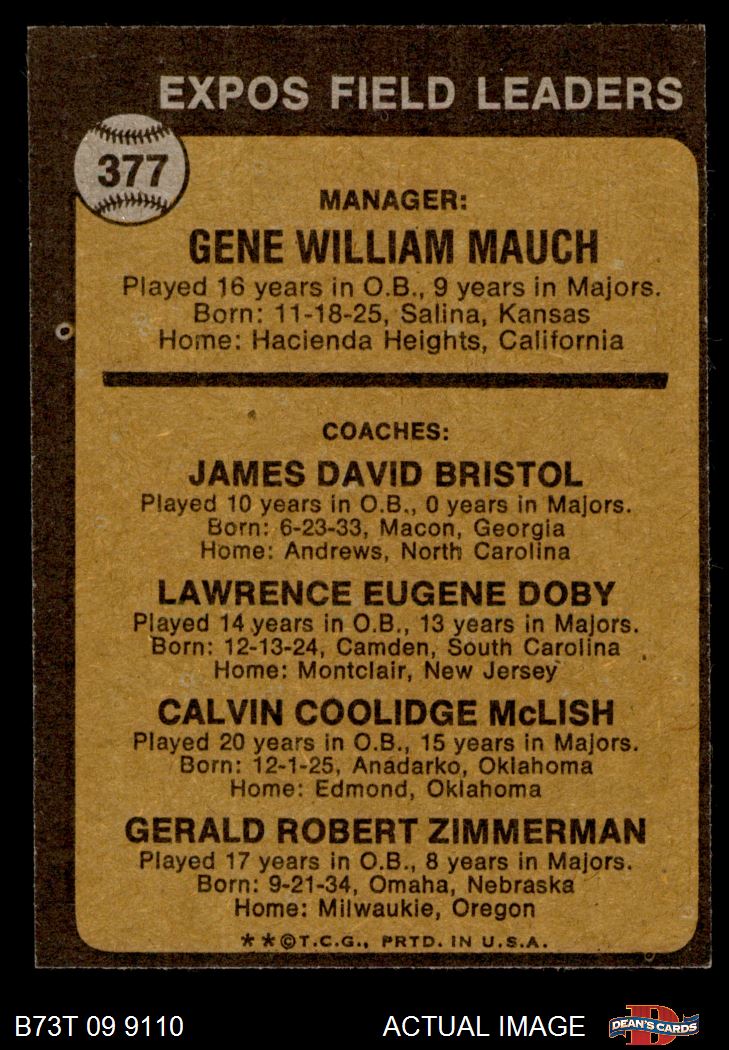 EXPOS FIELD LEADERS
377
MANAGER:
GENE WILLIAM MAUCH
Played 16 years in O.B., 9 years in Majors.
Born: 11-18-25, Salina, Kansas
Home: Hacienda Heights, California
COACHES:
JAMES DAVID BRISTOL
Played 10 years in O.B., 0 years in Majors.
Born: 6-23-33, Macon, Georgia
Home: Andrews, North Carolina
LAWRENCE EUGENE DOBY
Played 14 years in O.B., 13 years in Majors.
Born: 12-13-24, Camden, South Carolina
Home: Montclair, New Jersey
CALVIN COOLIDGE McLISH
Played 20 years in O.B., 15 years in Majors.
Born: 12-1-25, Anadarko, Oklahoma
Home: Edmond, Oklahoma
GERALD ROBERT ZIMMERMAN
Played 17 years in O.B., 8 years in Majors.
Born: 9-21-34, Omaha, Nebraska
Home: Milwaukie, Oregon
**©T.C.G., PRTD. IN U.S.A.
B73T 09 9110 ACTUAL IMAGE D DEAN'S CARDS